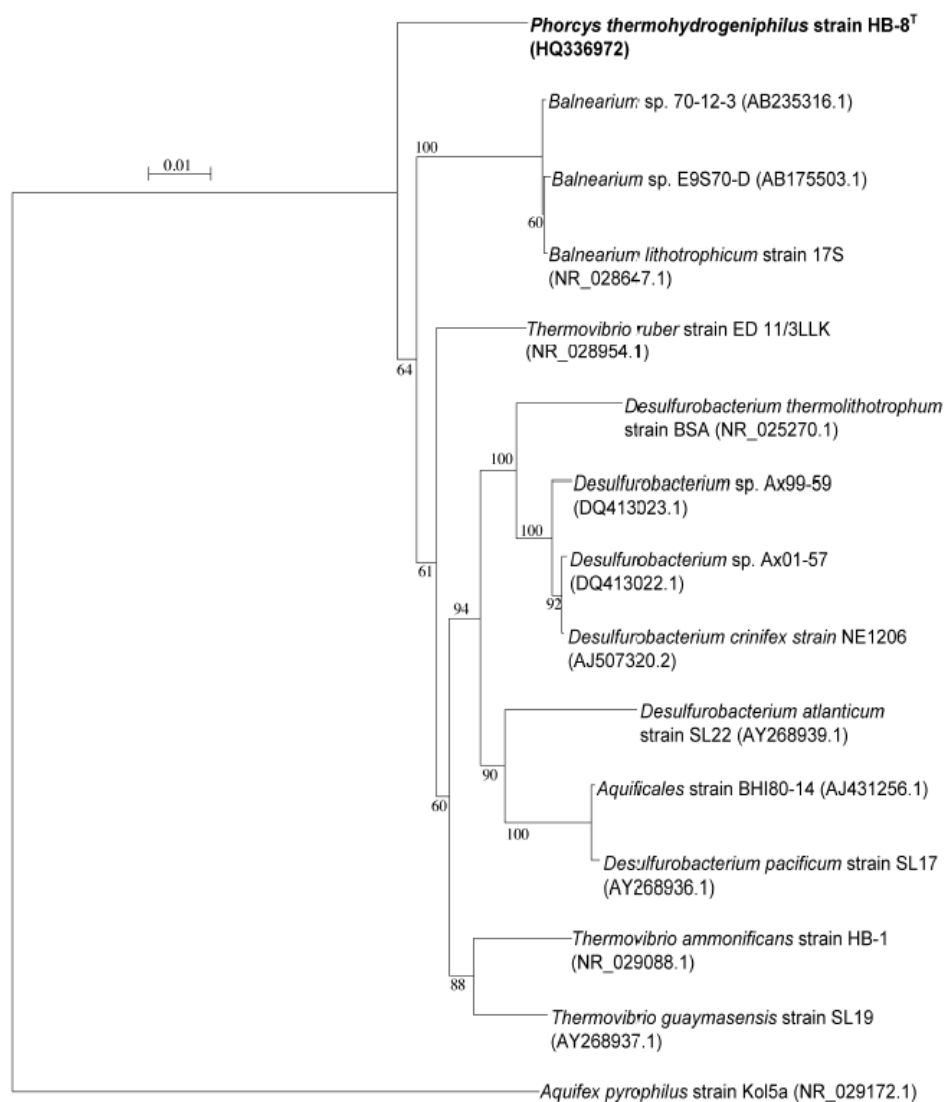 Phorcys thermohydrogeniphilus strain HB-8T
(HQ336972)
Balnearium sp. 70-12-3 (AB235316.1)
100
0.01
Balnearium sp. E9S70-D (AB175503.1)
60
Balnearium lithotrophicum strain 17S
(NR_028647.1)
Thermovibrio ruber strain ED 11/3LLK
(NR_028954.1)
64
Desulfurobacterium thermolithotrophum
strain BSA (NR_025270.1)
100
Desulfurobacterium sp. Ax99-59
(DQ413023.1)
100
Desulfurobacterium sp. Ax01-57
(DQ413022.1)
61
92
94
Desulfurobacterium crinifex strain NE1206
(AJ507320.2)
Desulfurobacterium atlanticum
strain SL22 (AY268939.1)
90
Aquificales strain BHI80-14 (AJ431256.1)
60
100
Desulfurobacterium pacificum strain SL17
(AY268936.1)
Thermovibrio ammonificans strain HB-1
(NR_029088.1)
88
Thermovibrio guaymasensis strain SL19
(AY268937.1)
Aquifex pyrophilus strain Kol5a (NR_029172.1)